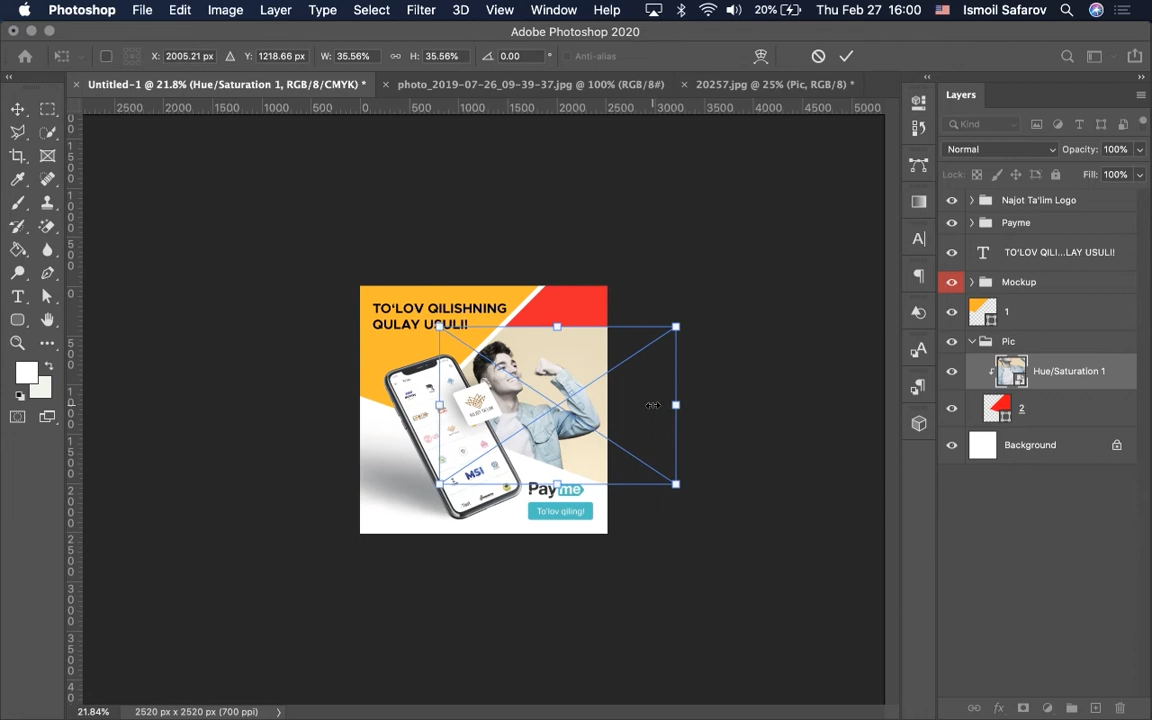 Photoshop File Edit Image Layer Type Select Filter 3D View Window Help 20% Thu Feb 27 16:00 Ismoil Safarov
Adobe Photoshop 2020
X: 2005.21 px Y: 1218.66 px W: 35.56% H: 35.56% 0.00 ° Anti-alias
Untitled-1 @ 21.8% (Hue/Saturation 1, RGB/8/CMYK) * photo_2019-07-26_09-39-37.jpg @ 100% (RGB/8#) 20257.jpg @ 25% (Pic, RGB/8) *
2500 2000 1500 1000 500 0 500 1000 1500 2000 2500 3000 3500 4000 4500 5000
Layers
Kind
Normal Opacity: 100%
Lock: Fill: 100%
Najot Ta'lim Logo
Payme
T TO'LOV QILI...LAY USULI!
Mockup
1
Pic
Hue/Saturation 1
2
Background
TO'LOV QILISHNING
QULAY USULI!!
MSI
Payme
To'lov qiling!
21.84% 2520 px x 2520 px (700 ppi)